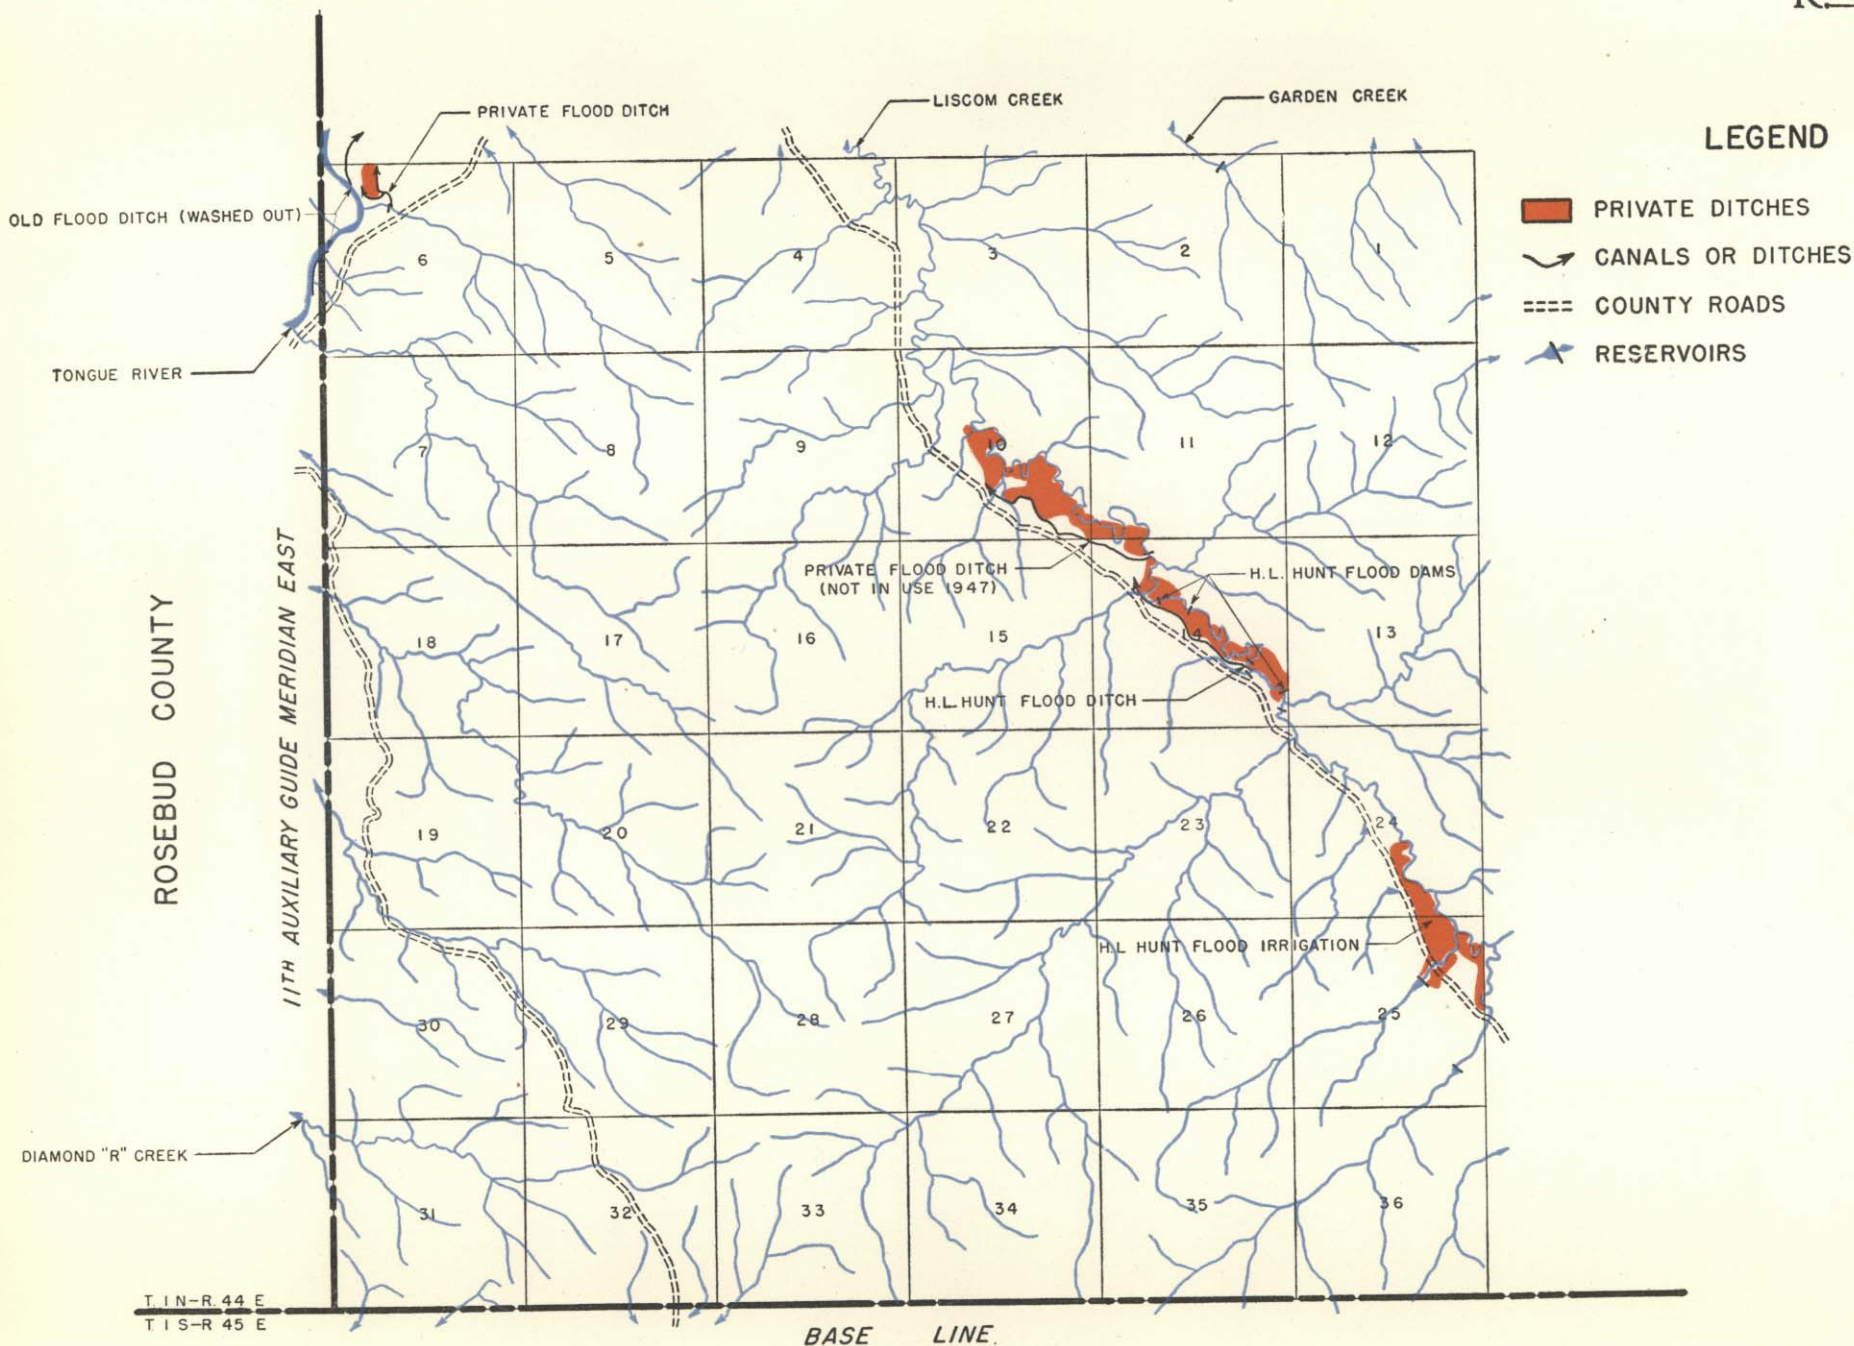 R.
PRIVATE FLOOD DITCH
LISCOM CREEK
GARDEN CREEK
LEGEND
PRIVATE DITCHES
CANALS OR DITCHES
COUNTY ROADS
RESERVOIRS
OLD FLOOD DITCH (WASHED OUT)
6
5
4
3
2
1
TONGUE RIVER
7
8
9
10
11
12
PRIVATE FLOOD DITCH
(NOT IN USE 1947)
H.L. HUNT FLOOD DAMS
18
17
16
15
14
13
H.L. HUNT FLOOD DITCH
ROSEBUD COUNTY
11TH AUXILIARY GUIDE MERIDIAN EAST
19
20
21
22
23
24
H.L HUNT FLOOD IRRIGATION
30
29
28
27
26
25
DIAMOND "R" CREEK
31
32
33
34
35
36
T. I N-R. 44 E
T I S-R 45 E
BASE LINE.